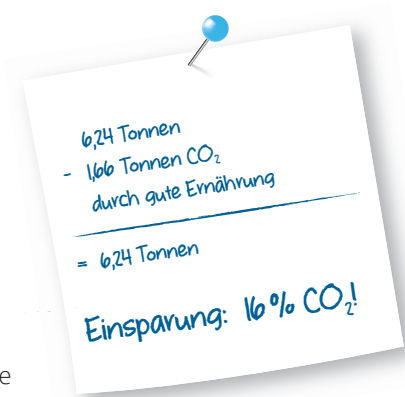 6,24 Tonnen
- 1,66 Tonnen CO₂
durch gute Ernährung
= 6,24 Tonnen
Einsparung: 16 % CO₂!
e